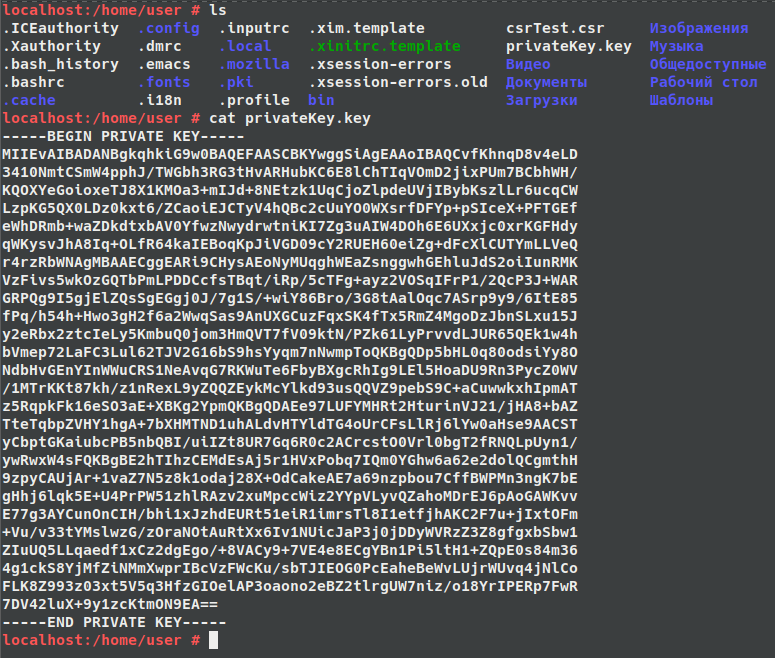 localhost:/home/user # ls
.ICEauthority .config .inputrc .xim.template csrTest.csr Изображения
.Xauthority .dmrc .local .xinitrc.template privateKey.key Музыка
.bash_history .emacs .mozilla .xsession-errors Видео Общедоступные
.bashrc .fonts .pki .xsession-errors.old Документы Рабочий стол
.cache .i18n .profile bin Загрузки Шаблоны
localhost:/home/user # cat privateKey.key
-----BEGIN PRIVATE KEY-----
MIIEvAIBADANBgkqhkiG9w0BAQEFAASCBKYwggSiAgEAAoIBAQCvfKhnqD8v4eLD
3410NmtCSmW4pphJ/TWGbh3RG3tHvARHubKC6E8lChTIqVOmD2jixPUm7BCbhWH/
KQOXYeGoioxeTJ8X1KMOa3+mIJd+8NEtzk1UqCjoZlpdeUVjIBybKszlLr6ucqCW
LzpKG5QX0LDz0kxt6/ZCaoiEJCTyV4hQBc2cUuYO0WXsrfDFYp+pSIceX+PFTGEf
eWhDRmb+waZDkdtxbAV0YfwzNwydrwtniKI7Zg3uAIW4DOh6E6UXxjc0xrKGFHdy
qWKysvJhA8Iq+OLfR64kaIEBoqKpJiVGD09cY2RUEH60eiZg+dFcXlCUTYmLLVeQ
r4rzRbWNAgMBAAECggEARi9CHysAEoNyMUqghWEaZsnggwhGEhluJdS2oiIunRMK
VzFivs5wkOzGQTbPmLPDDCcfsTBqt/iRp/5cTFg+ayz2VOSqIFrP1/2QcP3J+WAR
GRPQg9I5gjElZQsSgEGgj0J/7g1S/+wiY86Bro/3G8tAalOqc7ASrp9y9/6ItE85
fPq/h54h+Hwo3gH2f6a2WwqSas9AnUXGCuzFqxSK4fTx5RmZ4MgoDzJbnSLxu15J
y2eRbx2ztcIeLy5KmbuQ0jom3HmQVT7fV09ktN/PZk61LyPrvvdLJUR65QEk1w4h
bVmep72LaFC3Lul62TJV2G16bS9hsYyqm7nNwmpToQKBgQDp5bHL0q80odsiYy8O
NdbHvGEnYInWWuCRS1NeAvqG7RKWuTe6FbyBXgcRhIg9LEl5HoaDU9Rn3PycZ0WV
/1MTrKKt87kh/z1nRexL9yZQQZEykMcYlkd93usQQVZ9pebS9C+aCuwwkxhIpmAT
z5RqpkFk16eSO3aE+XBKg2YpmQKBgQDAEe97LUFYMHRt2HturinVJ21/jHA8+bAZ
TteTqbpZVHY1hgA+7bXHMTND1uhALdvHTYldTG4oUrCFsLlRj6lYw0aHse9AACST
yCbptGKaiubcPB5nbQBI/uiIZt8UR7Gq6R0c2ACrcstO0Vrl0bgT2fRNQLpUyn1/
ywRwxW4sFQKBgBE2hTIhzCEMdEsAj5r1HVxPobq7IQm0YGhw6a62e2dolQCgmthH
9zpyCAUjAr+1vaZ7N5z8k1odaj28X+OdCakeAE7a69nzpbou7CffBWPMn3ngK7bE
gHhj6lqk5E+U4PrPW51zhlRAzv2xuMpccWiz2YYpVLyvQZahoMDrEJ6pAoGAWKvv
E77g3AYCunOnCIH/bhi1xJzhdEURt51eiR1imrsTl8I1etfjhAKC2F7u+jIxtOFm
+Vu/v33tYMslwzG/zOraNOtAuRtXx6Iv1NUicJaP3j0jDDyWVRzZ3Z8gfgxbSbw1
ZIuUQ5LLqaedf1xCz2dgEgo/+8VACy9+7VE4e8ECgYBn1Pi5ltH1+ZQpE0s84m36
4g1ckS8YjMfZiNMmXwprIBcVzFWcKu/sbTJIEOG0PcEaheBeWvLUjrWUvq4jNlCo
FLK8Z993z03xt5V5q3HfzGIOelAP3oaono2eBZ2tlrgUW7niz/o18YrIPERp7FwR
7DV42luX+9y1zcKtmON9EA==
-----END PRIVATE KEY-----
localhost:/home/user #